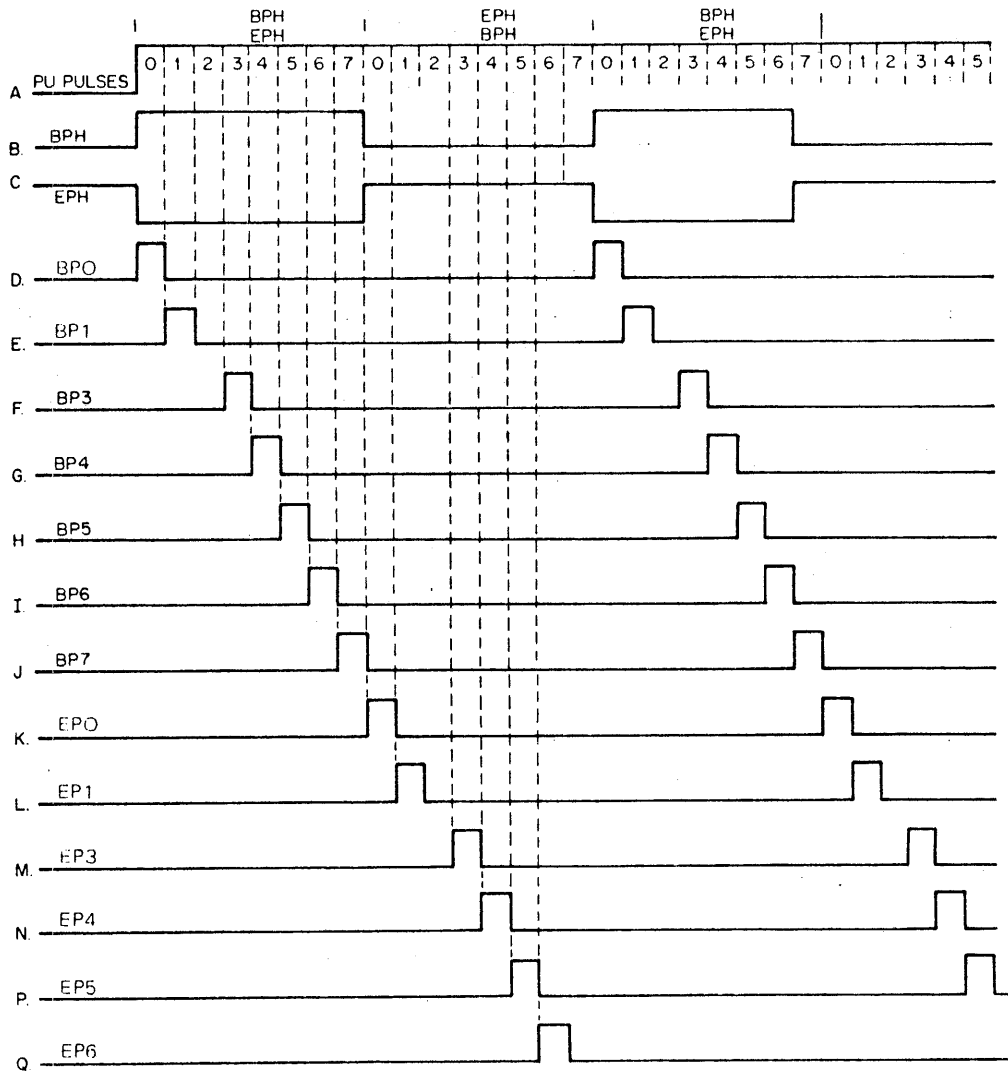 BPH EPH BPH
EPH BPH EPH
0 1 2 3 4 5 6 7 0 1 2 3 4 5 6 7 0 1 2 3 4 5 6 7 0 1 2 3 4 5
A PU PULSES
B. BPH
C
EPH
D. BPO
E. BP1
F. BP3
G. BP4
H BP5
I. BP6
J BP7
K. EPO
L. EP1
M. EP3
N. EP4
P. EP5
Q. EP6